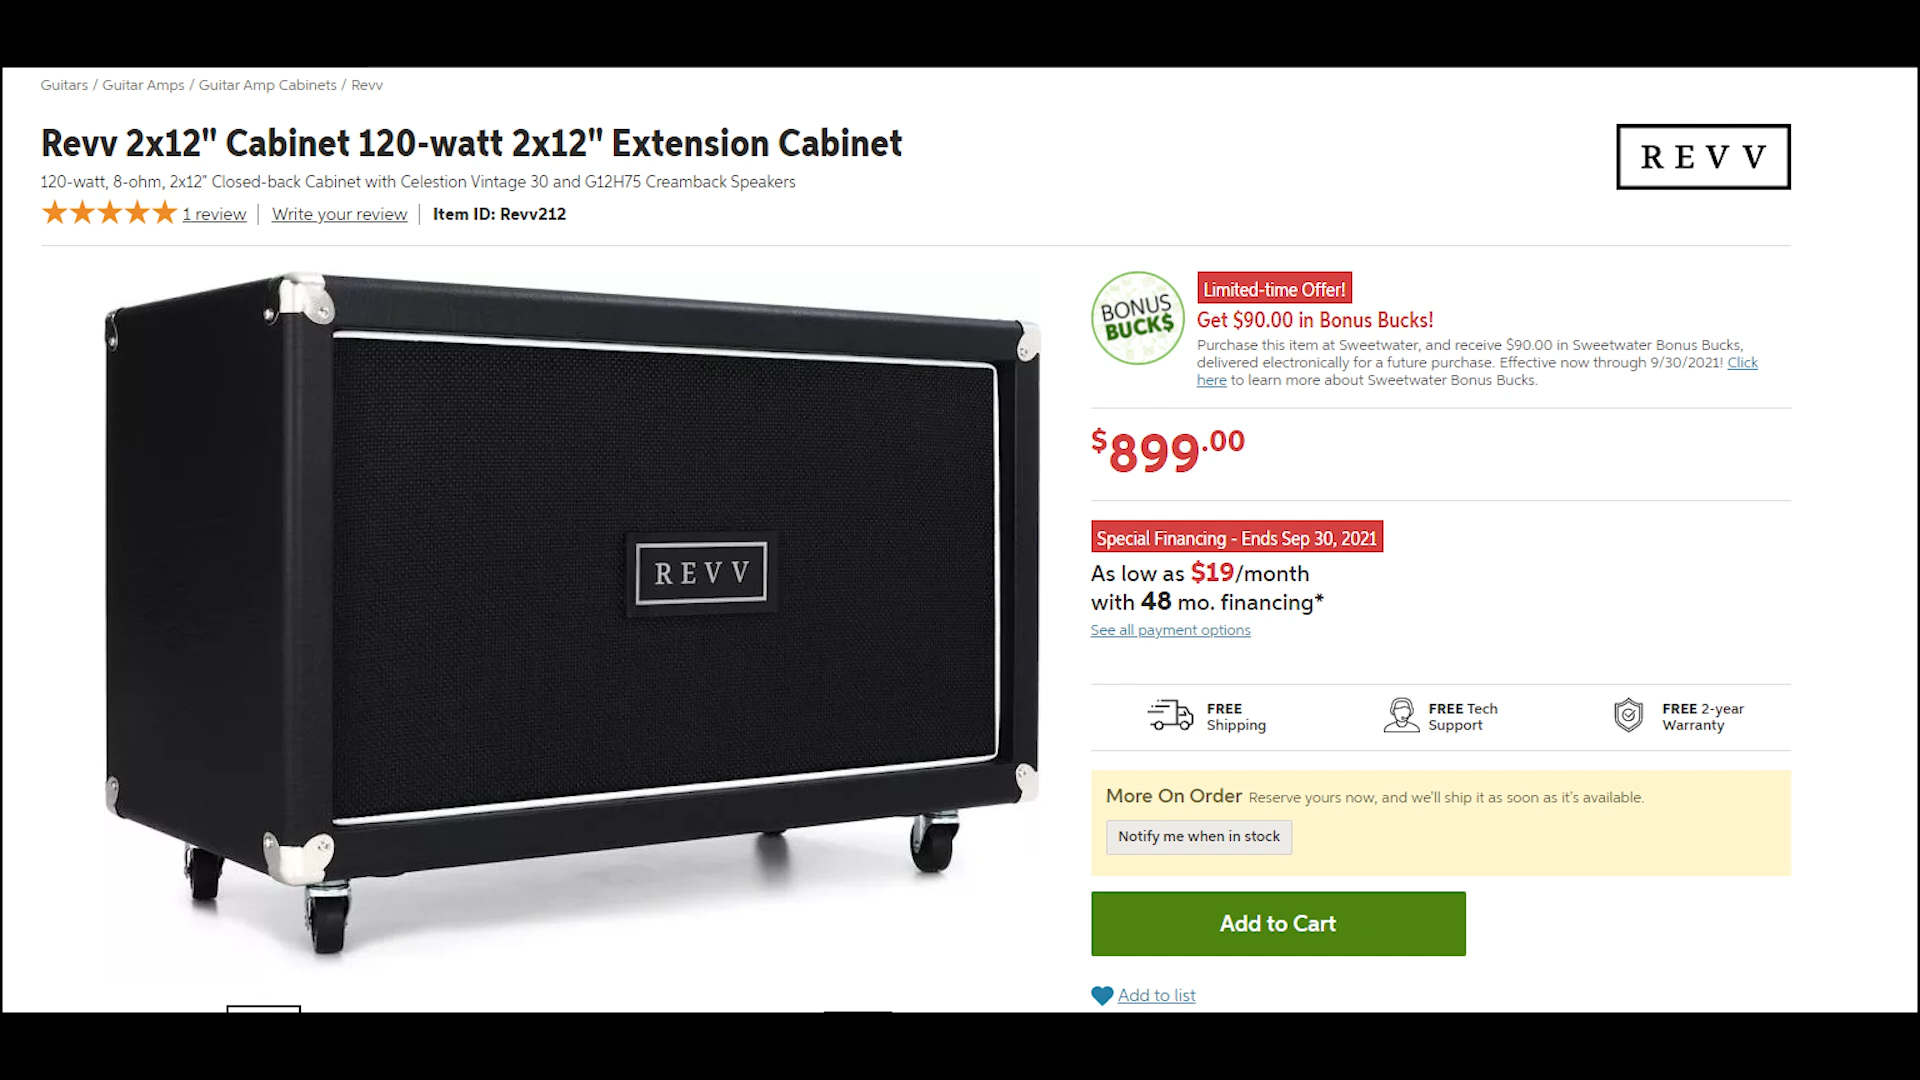 Guitars / Guitar Amps / Guitar Amp Cabinets / Revv
Revv 2x12" Cabinet 120-watt 2x12" Extension Cabinet
120-watt, 8-ohm, 2x12" Closed-back Cabinet with Celestion Vintage 30 and G12H75 Creamback Speakers
1 review | Write your review | Item ID: Revv212
REVV
REVV
BONUS
BUCK$
Limited-time Offer!
Get $90.00 in Bonus Bucks!
Purchase this item at Sweetwater, and receive $90.00 in Sweetwater Bonus Bucks,
delivered electronically for a future purchase. Effective now through 9/30/2021! Click
here to learn more about Sweetwater Bonus Bucks.
$899.00
Special Financing - Ends Sep 30, 2021
As low as $19/month
with 48 mo. financing*
See all payment options
FREE
Shipping
FREE Tech
Support
FREE 2-year
Warranty
More On Order Reserve yours now, and we'll ship it as soon as it's available.
Notify me when in stock
Add to Cart
Add to list